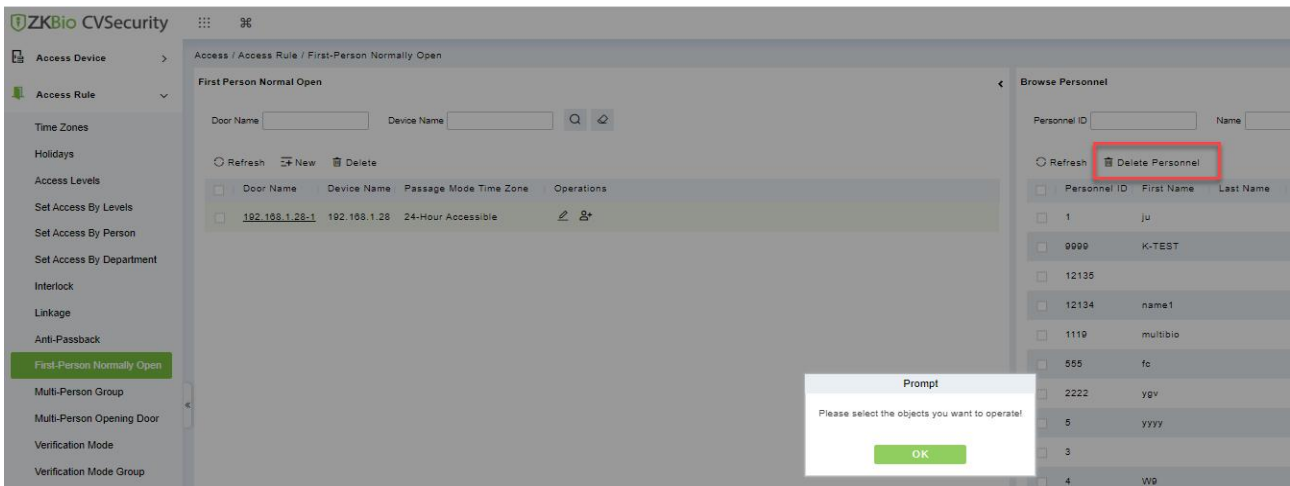 ZKBio CVSecurity
Access Device
Access Rule
Time Zones
Holidays
Access Levels
Set Access By Levels
Set Access By Person
Set Access By Department
Interlock
Linkage
Anti-Passback
First-Person Normally Open
Multi-Person Group
Multi-Person Opening Door
Verification Mode
Verification Mode Group
Access / Access Rule / First-Person Normally Open
First Person Normal Open
Door Name Device Name
Refresh New Delete
Door Name Device Name Passage Mode Time Zone Operations
192.168.1.28-1 192.168.1.28 24-Hour Accessible
Browse Personnel
Personnel ID Name
Refresh Delete Personnel
Personnel ID First Name Last Name
1 ju
9999 K-TEST
12135
12134 name1
1119 multibio
555 fc
2222 ygv
5 yyyy
3
4 W9
Prompt
Please select the objects you want to operate!
OK